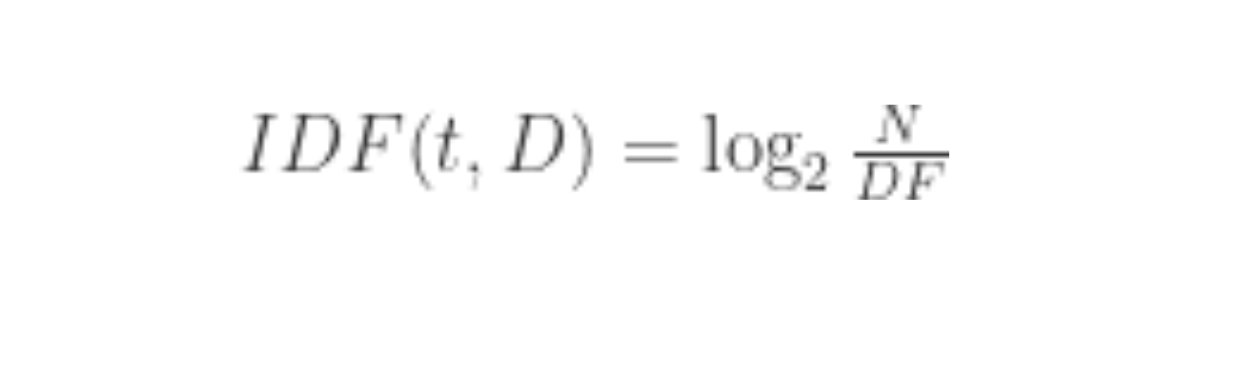 IDF(t, D) = log₂ N/DF